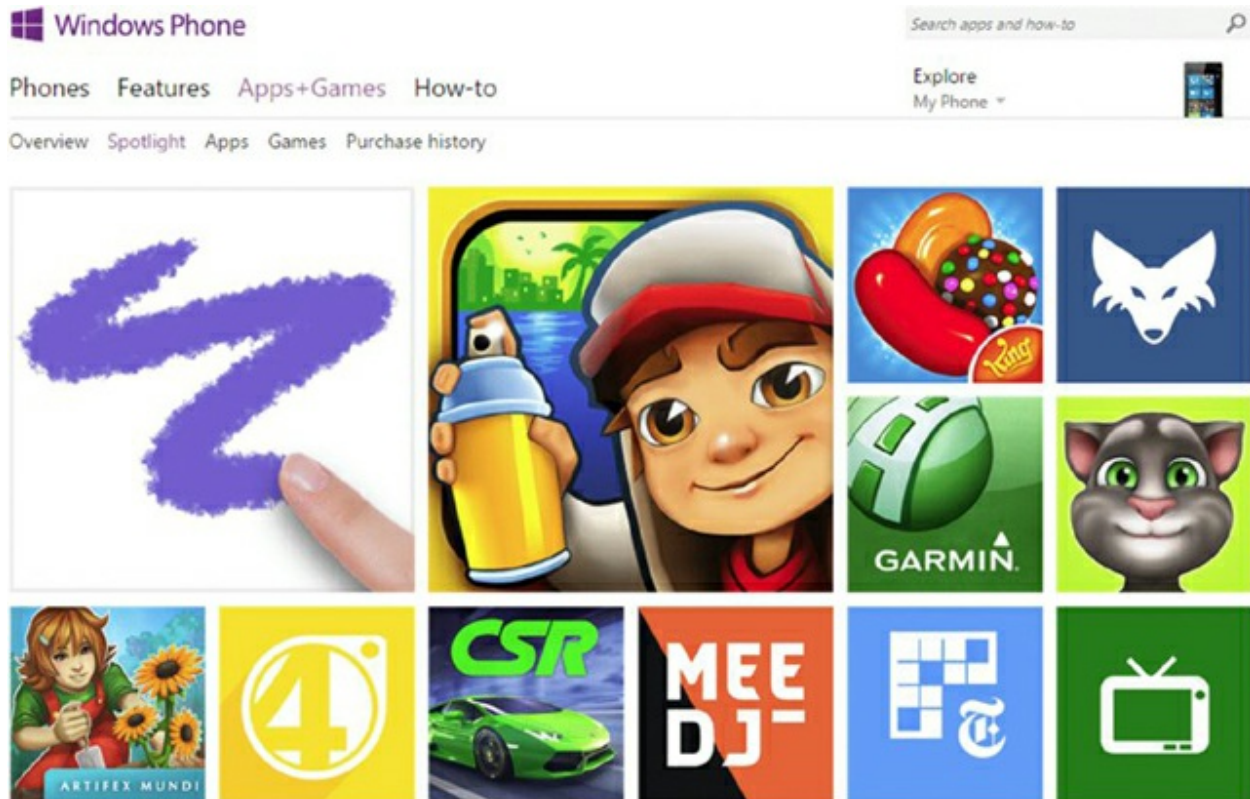 Windows Phone
Search apps and how-to
Phones Features Apps+Games How-to
Explore
My Phone
Overview Spotlight Apps Games Purchase history
King
GARMIN
ARTIFEX MUNDI
4
CSR
MEE
DJ
T